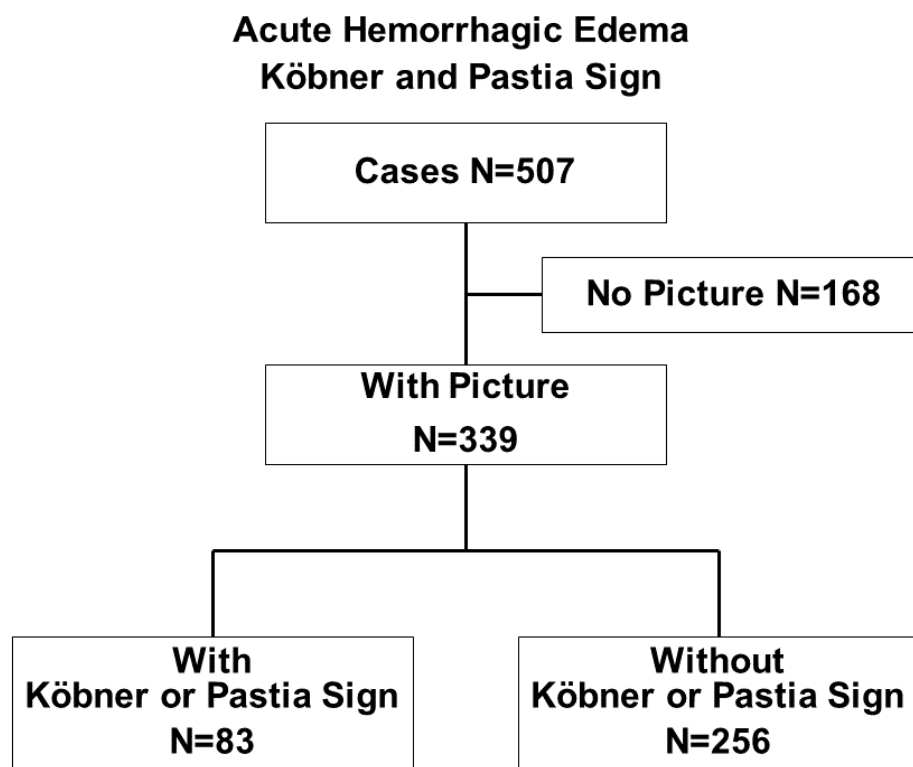 Acute Hemorrhagic Edema
Köbner and Pastia Sign
Cases N=507
No Picture N=168
With Picture
N=339
With
Köbner or Pastia Sign
N=83
Without
Köbner or Pastia Sign
N=256